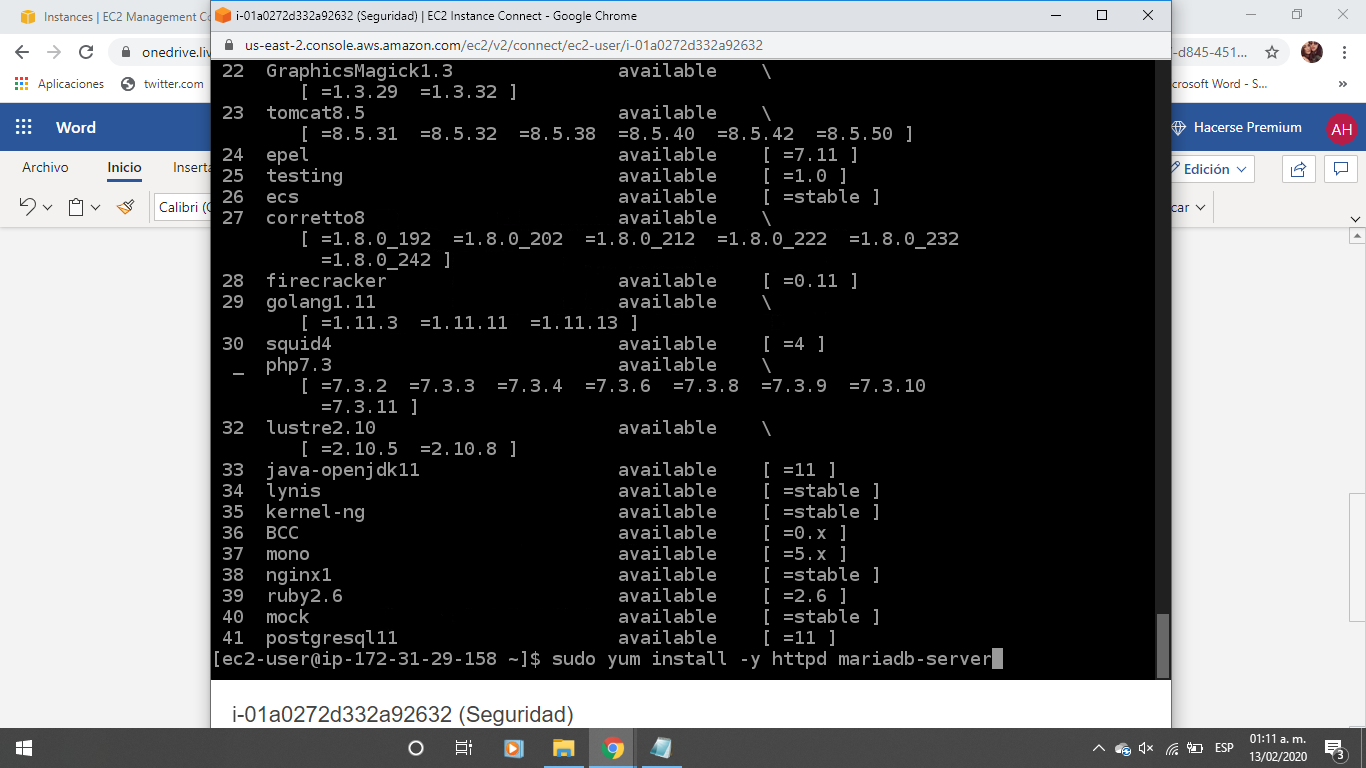 Instances | EC2 Management Co
i-01a0272d332a92632 (Seguridad) | EC2 Instance Connect - Google Chrome
onedrive.liv
us-east-2.console.aws.amazon.com/ec2/v2/connect/ec2-user/i-01a0272d332a92632
-d845-451...
Aplicaciones
twitter.com
crosoft Word - S...
»
Word
Hacerse Premium
AH
Archivo
Inicio
Inserta
Edición
Calibri (C
car
22 GraphicsMagick1.3 available \
[ =1.3.29 =1.3.32 ]
23 tomcat8.5 available \
[ =8.5.31 =8.5.32 =8.5.38 =8.5.40 =8.5.42 =8.5.50 ]
24 epel available [ =7.11 ]
25 testing available [ =1.0 ]
26 ecs available [ =stable ]
27 corretto8 available \
[ =1.8.0_192 =1.8.0_202 =1.8.0_212 =1.8.0_222 =1.8.0_232
=1.8.0_242 ]
28 firecracker available [ =0.11 ]
29 golang1.11 available \
[ =1.11.3 =1.11.11 =1.11.13 ]
30 squid4 available [ =4 ]
_ php7.3 available \
[ =7.3.2 =7.3.3 =7.3.4 =7.3.6 =7.3.8 =7.3.9 =7.3.10
=7.3.11 ]
32 lustre2.10 available \
[ =2.10.5 =2.10.8 ]
33 java-openjdk11 available [ =11 ]
34 lynis available [ =stable ]
35 kernel-ng available [ =stable ]
36 BCC available [ =0.x ]
37 mono available [ =5.x ]
38 nginx1 available [ =stable ]
39 ruby2.6 available [ =2.6 ]
40 mock available [ =stable ]
41 postgresql11 available [ =11 ]
[ec2-user@ip-172-31-29-158 ~]$ sudo yum install -y httpd mariadb-server
i-01a0272d332a92632 (Seguridad)
ESP
01:11 a. m.
13/02/2020
3